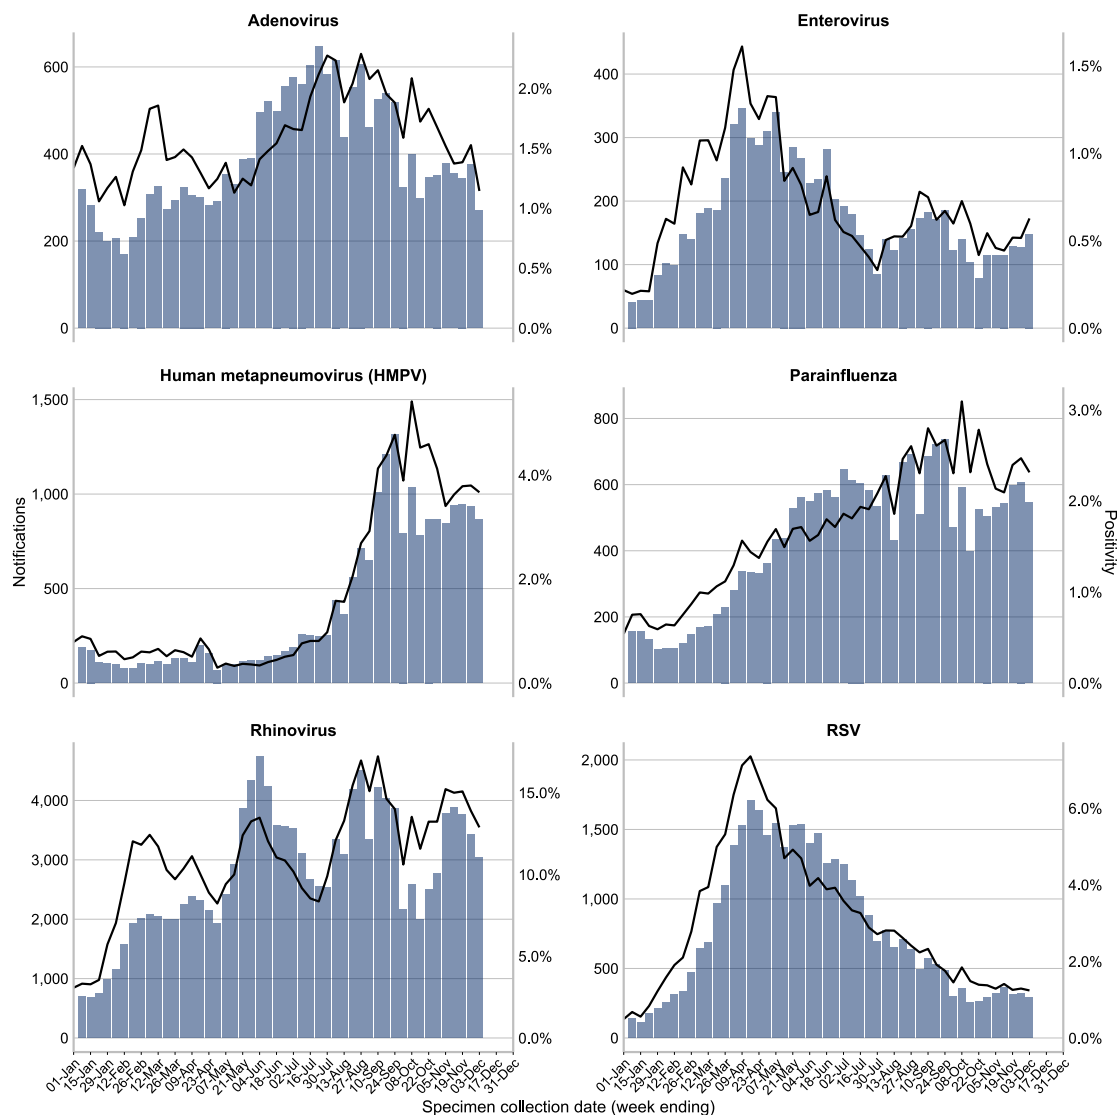 Adenovirus
Enterovirus
600
400
200
0
2.0%
1.5%
1.0%
0.5%
0.0%
400
300
200
100
0
1.5%
1.0%
0.5%
0.0%
Human metapneumovirus (HMPV)
Parainfluenza
1,500
1,000
500
0
4.0%
2.0%
0.0%
800
600
400
200
0
3.0%
2.0%
1.0%
0.0%
Notifications
Positivity
Rhinovirus
RSV
4,000
3,000
2,000
1,000
0
15.0%
10.0%
5.0%
0.0%
2,000
1,500
1,000
500
0
6.0%
4.0%
2.0%
0.0%
01-Jan
15-Jan
29-Jan
12-Feb
26-Feb
12-Mar
26-Mar
09-Apr
23-Apr
07-May
21-May
04-Jun
18-Jun
02-Jul
16-Jul
30-Jul
13-Aug
27-Aug
10-Sep
24-Sep
08-Oct
22-Oct
05-Nov
19-Nov
03-Dec
17-Dec
31-Dec
01-Jan
15-Jan
29-Jan
12-Feb
26-Feb
12-Mar
26-Mar
09-Apr
23-Apr
07-May
21-May
04-Jun
18-Jun
02-Jul
16-Jul
30-Jul
13-Aug
27-Aug
10-Sep
24-Sep
08-Oct
22-Oct
05-Nov
19-Nov
03-Dec
17-Dec
31-Dec
Specimen collection date (week ending)